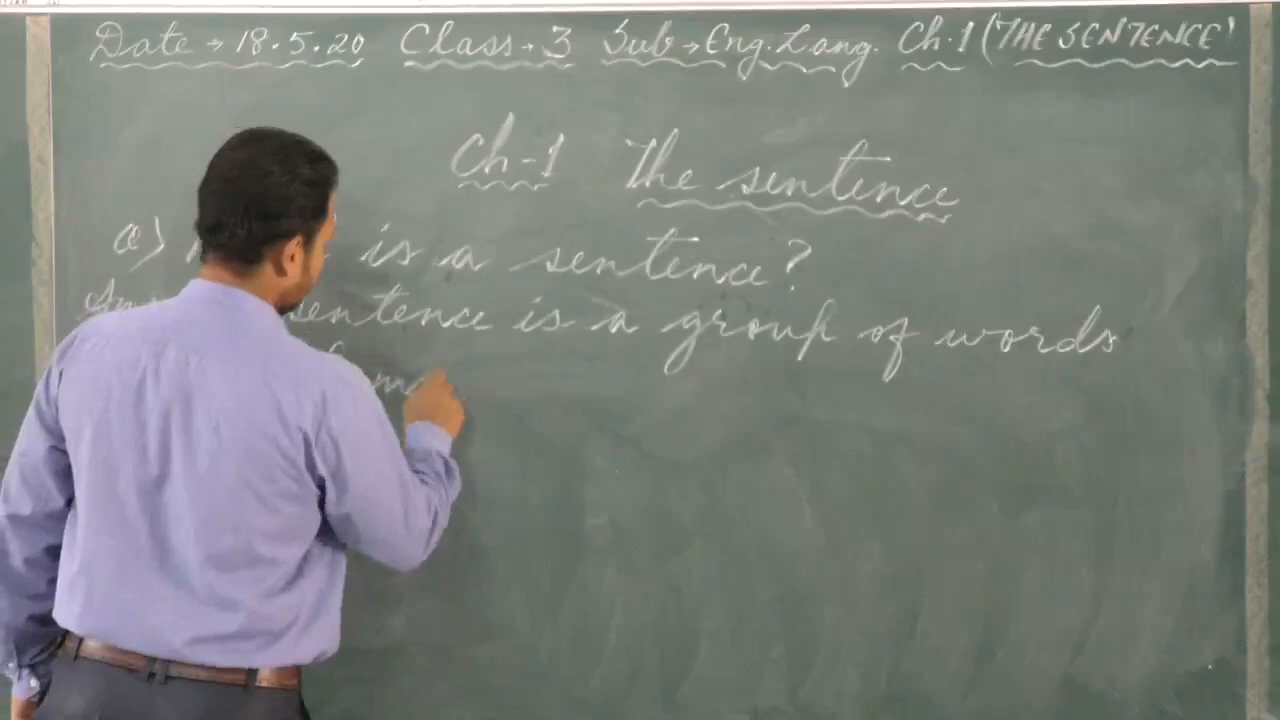 Date → 18.5.20 Class → 3 Sub → Eng. Lang. Ch.1 (THE SENTENCE)
Ch-1 The sentence
a) is a sentence?
sentence is a group of words